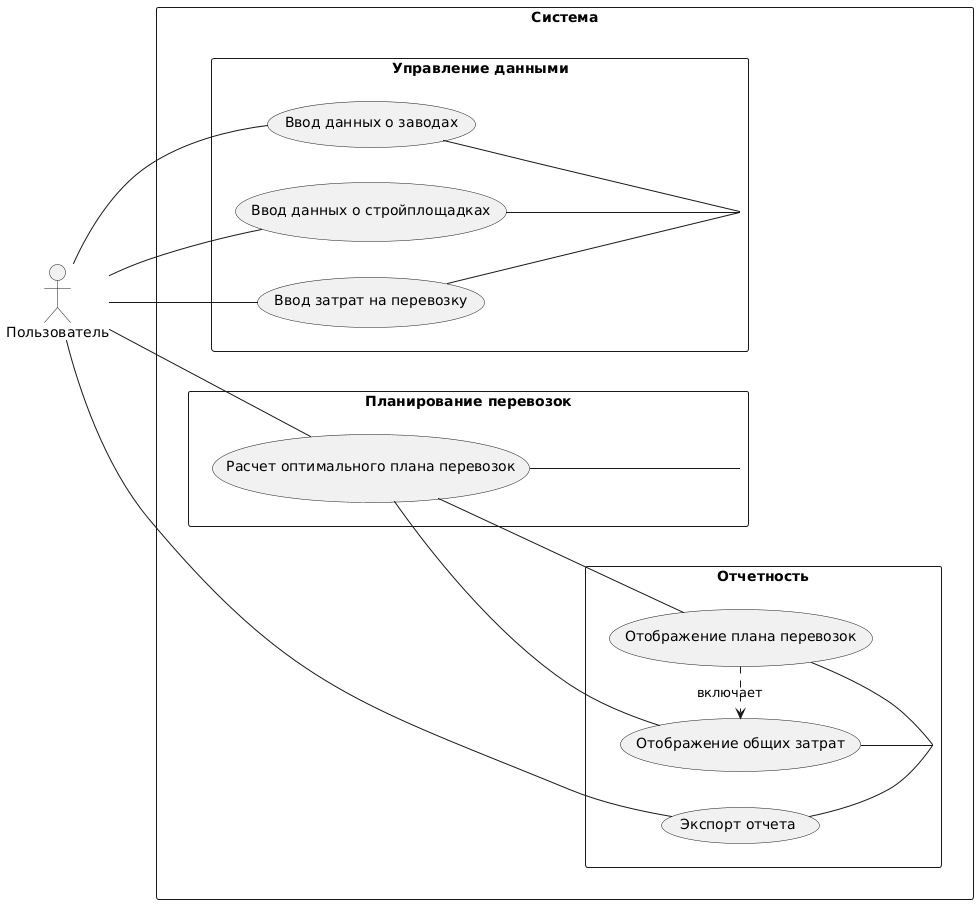 Система
Управление данными
Ввод данных о заводах
Ввод данных о стройплощадках
Ввод затрат на перевозку
Пользователь
Планирование перевозок
Расчет оптимального плана перевозок
Отчетность
Отображение плана перевозок
включает
Отображение общих затрат
Экспорт отчета